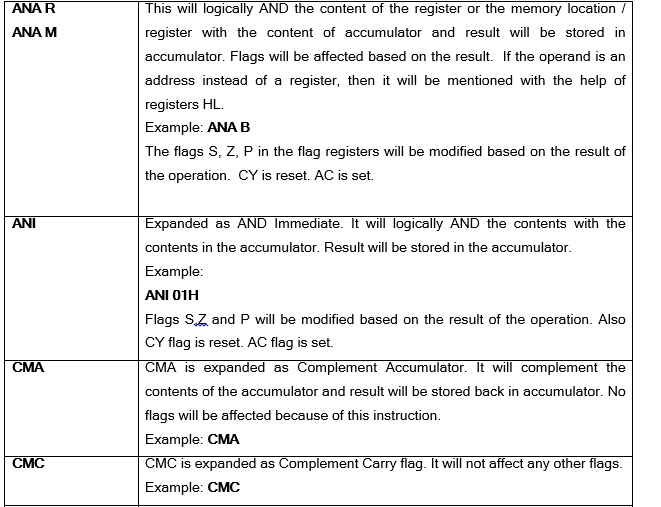 ANA R
ANA M
This will logically AND the content of the register or the memory location /
register with the content of accumulator and result will be stored in
accumulator. Flags will be affected based on the result.  If the operand is an
address instead of a register, then it will be mentioned with the help of
registers HL.
Example: ANA B
The flags S, Z, P in the flag registers will be modified based on the result of
the operation.  CY is reset. AC is set.
ANI
Expanded as AND Immediate. It will logically AND the contents with the
contents in the accumulator. Result will be stored in the accumulator.
Example:
ANI 01H
Flags S,Z and P will be modified based on the result of the operation. Also
CY flag is reset. AC flag is set.
CMA
CMA is expanded as Complement Accumulator. It will complement the
contents of the accumulator and result will be stored back in accumulator. No
flags will be affected because of this instruction.
Example: CMA
CMC
CMC is expanded as Complement Carry flag. It will not affect any other flags.
Example: CMC